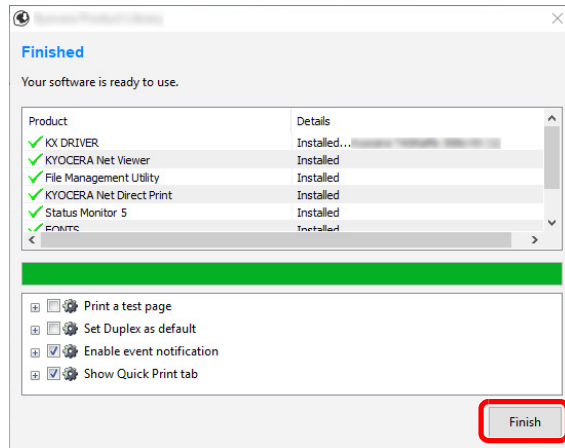 Finished
Your software is ready to use.
Product Details
KX DRIVER Installed...
KYOCERA Net Viewer Installed
File Management Utility Installed
KYOCERA Net Direct Print Installed
Status Monitor 5 Installed
FONTS Installed
Print a test page
Set Duplex as default
Enable event notification
Show Quick Print tab
Finish